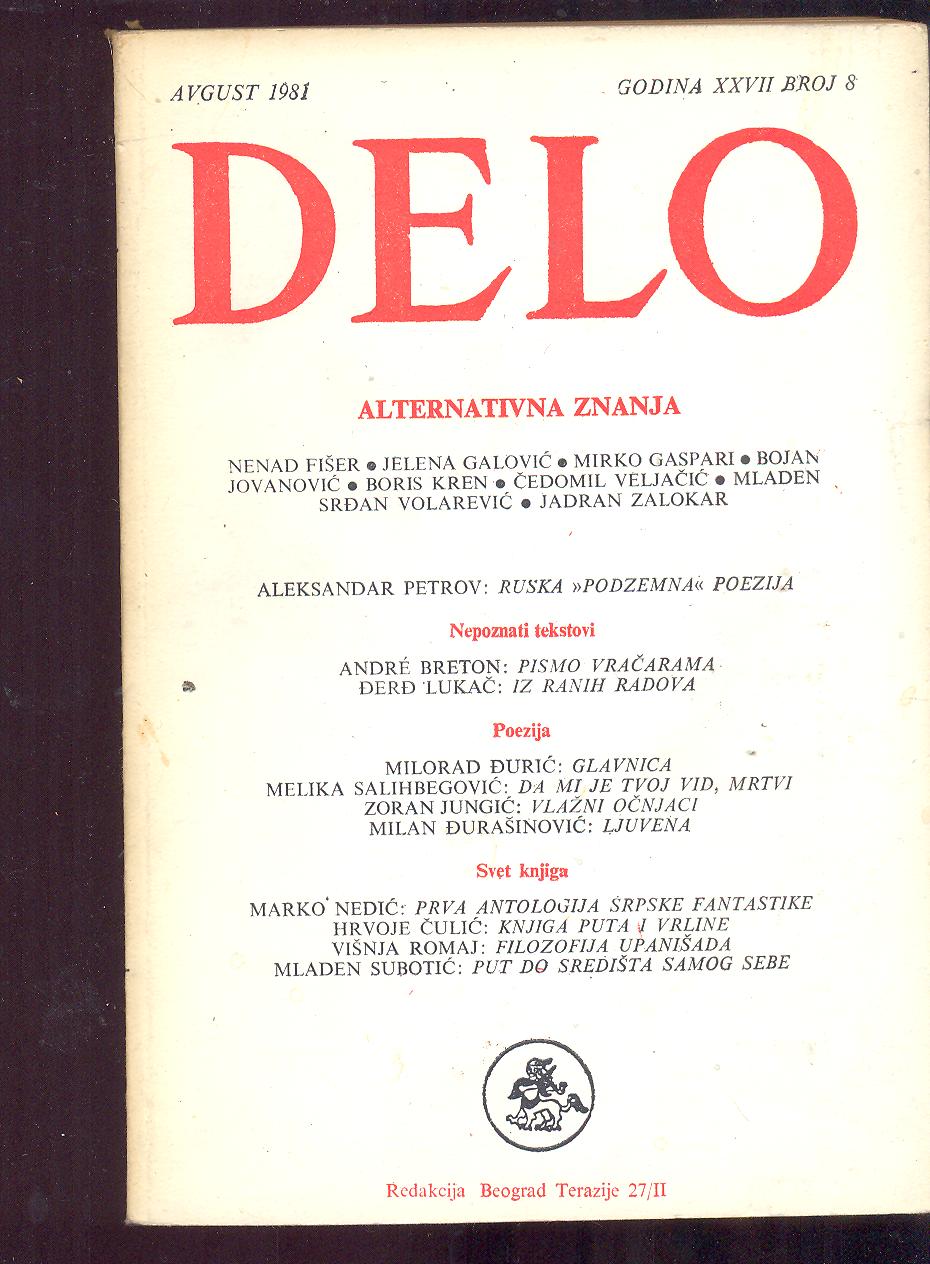 AVGUST 1981
GODINA XXVII BROJ 8
DELO
ALTERNATIVNA ZNANJA
NENAD FIŠER ● JELENA GALOVIĆ ● MIRKO GASPARI ● BOJAN
JOVANOVIĆ ● BORIS KREN ● ČEDOMIL VELJAČIĆ ● MLADEN
SRĐAN VOLAREVIĆ ● JADRAN ZALOKAR
ALEKSANDAR PETROV: RUSKA »PODZEMNA« POEZIJA
Nepoznati tekstovi
ANDRÉ BRETON: PISMO VRAČARAMA
ĐERĐ LUKAČ: IZ RANIH RADOVA
Poezija
MILORAD ĐURIĆ: GLAVNICA
MELIKA SALIHBEGOVIĆ: DA MI JE TVOJ VID, MRTVI
ZORAN JUNGIĆ: VLAŽNI OČNJACI
MILAN ĐURAŠINOVIĆ: LJUVENA
Svet knjiga
MARKO NEDIĆ: PRVA ANTOLOGIJA SRPSKE FANTASTIKE
HRVOJE ČULIĆ: KNJIGA PUTA I VRLINE
VIŠNJA ROMAJ: FILOZOFIJA UPANIŠADA
MLADEN SUBOTIĆ: PUT DO SREDIŠTA SAMOG SEBE
Redakcija Beograd Terazije 27/II